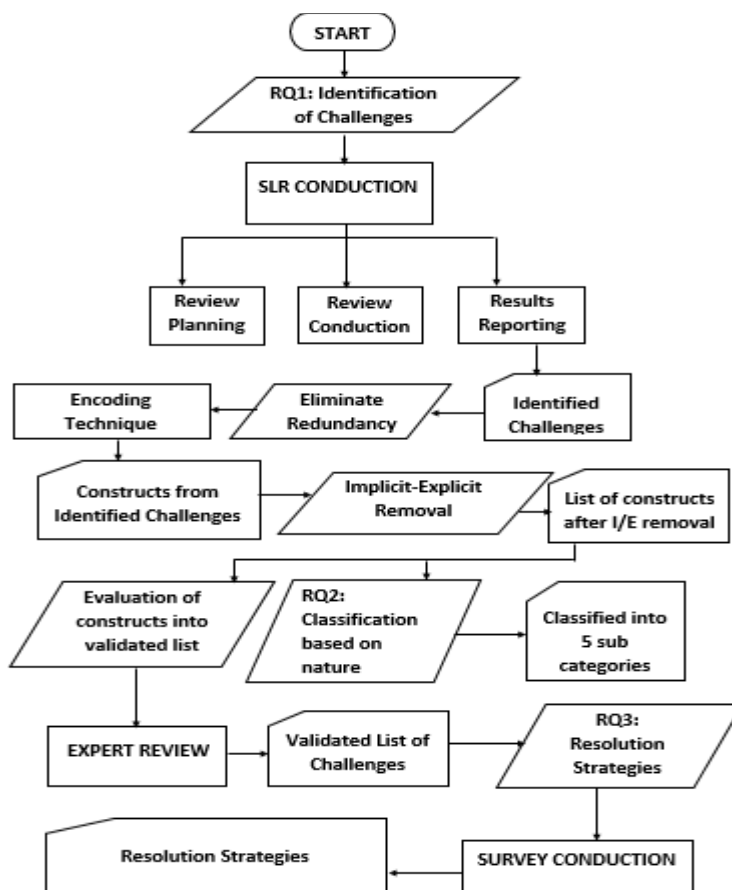 START
RQ1: Identification
of Challenges
SLR CONDUCTION
Review
Planning
Review
Conduction
Results
Reporting
Encoding
Technique
Eliminate
Redundancy
Identified
Challenges
Constructs from
Identified Challenges
Implicit-Explicit
Removal
List of constructs
after I/E removal
Evaluation of
constructs into
validated list
RQ2:
Classification
based on
nature
Classified into
5 sub
categories
EXPERT REVIEW
Validated List of
Challenges
RQ3:
Resolution
Strategies
Resolution Strategies
SURVEY CONDUCTION